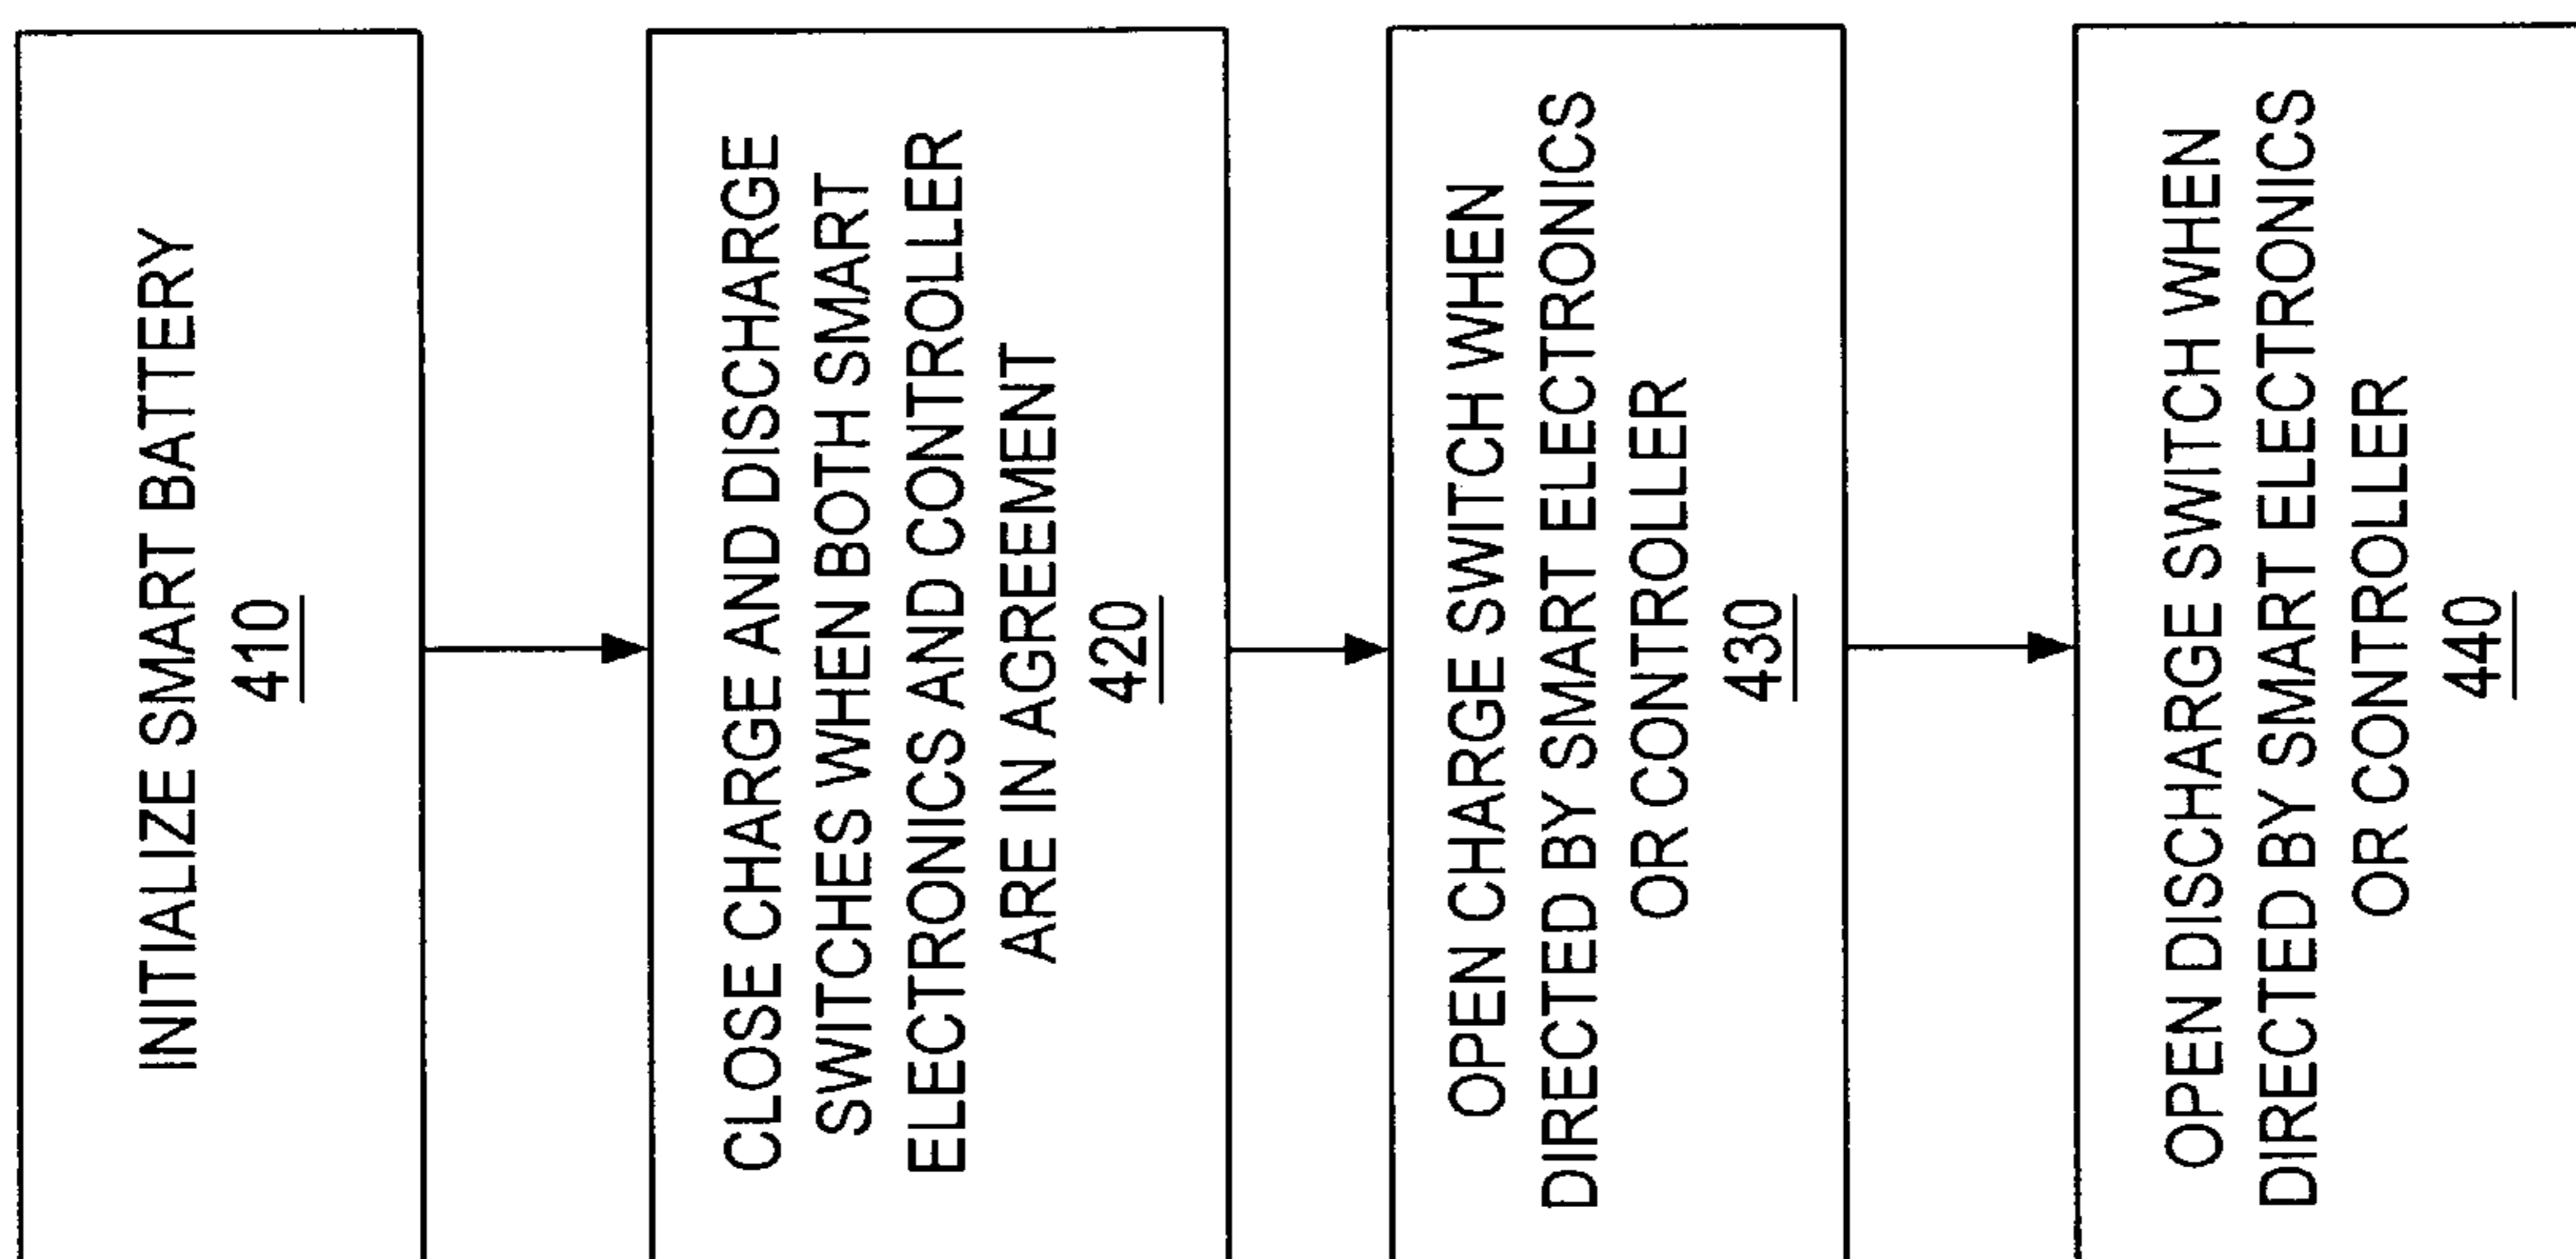 INITIALIZE SMART BATTERY
410
CLOSE CHARGE AND DISCHARGE
SWITCHES WHEN BOTH SMART
ELECTRONICS AND CONTROLLER
ARE IN AGREEMENT
420
OPEN CHARGE SWITCH WHEN
DIRECTED BY SMART ELECTRONICS
OR CONTROLLER
430
OPEN DISCHARGE SWITCH WHEN
DIRECTED BY SMART ELECTRONICS
OR CONTROLLER
440